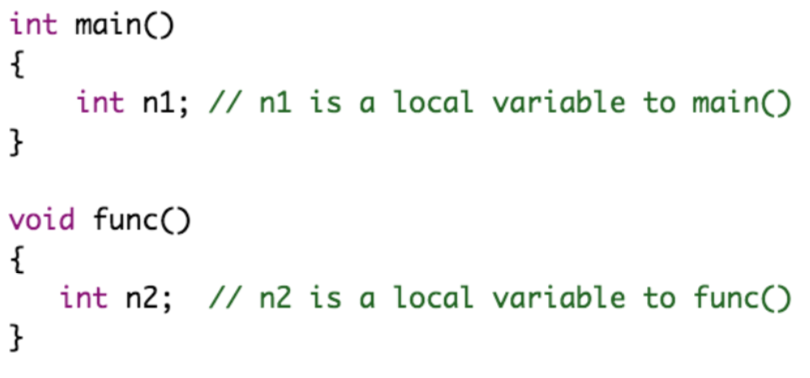 int main()
{
    int n1; // n1 is a local variable to main()
}

void func()
{
   int n2;  // n2 is a local variable to func()
}